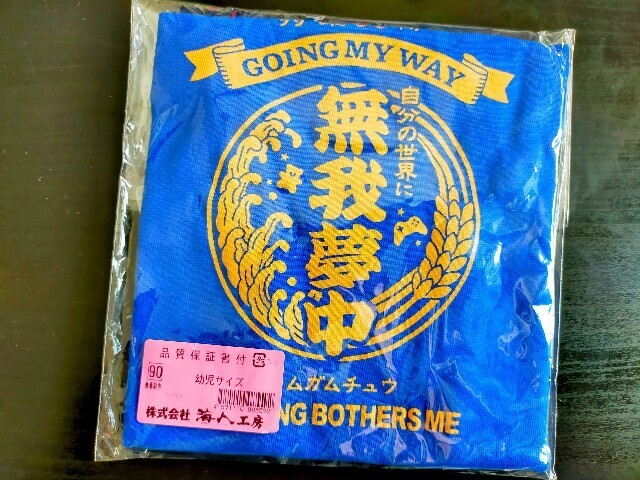 GOING MY WAY
自分の世界に
無我夢中
ムガムチュウ
NG BOTHERS ME
品質保証書付
90
幼児サイズ
株式会社 海人工房